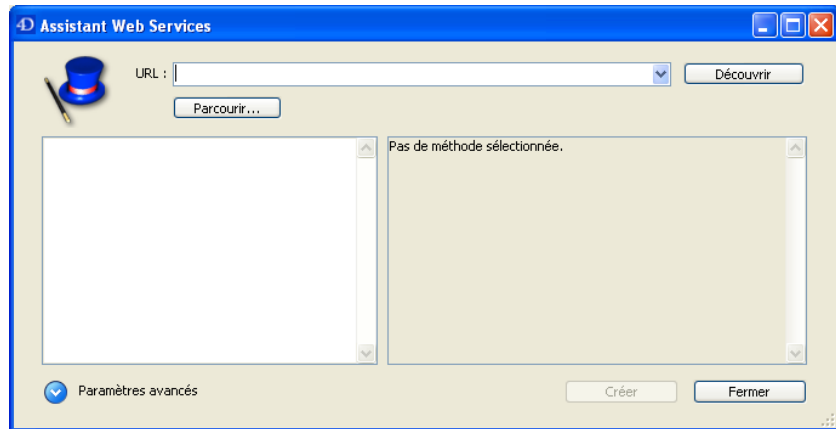 4D Assistant Web Services
URL : Découvrir
Parcourir...
Pas de méthode sélectionnée.
Paramètres avancés Créer Fermer